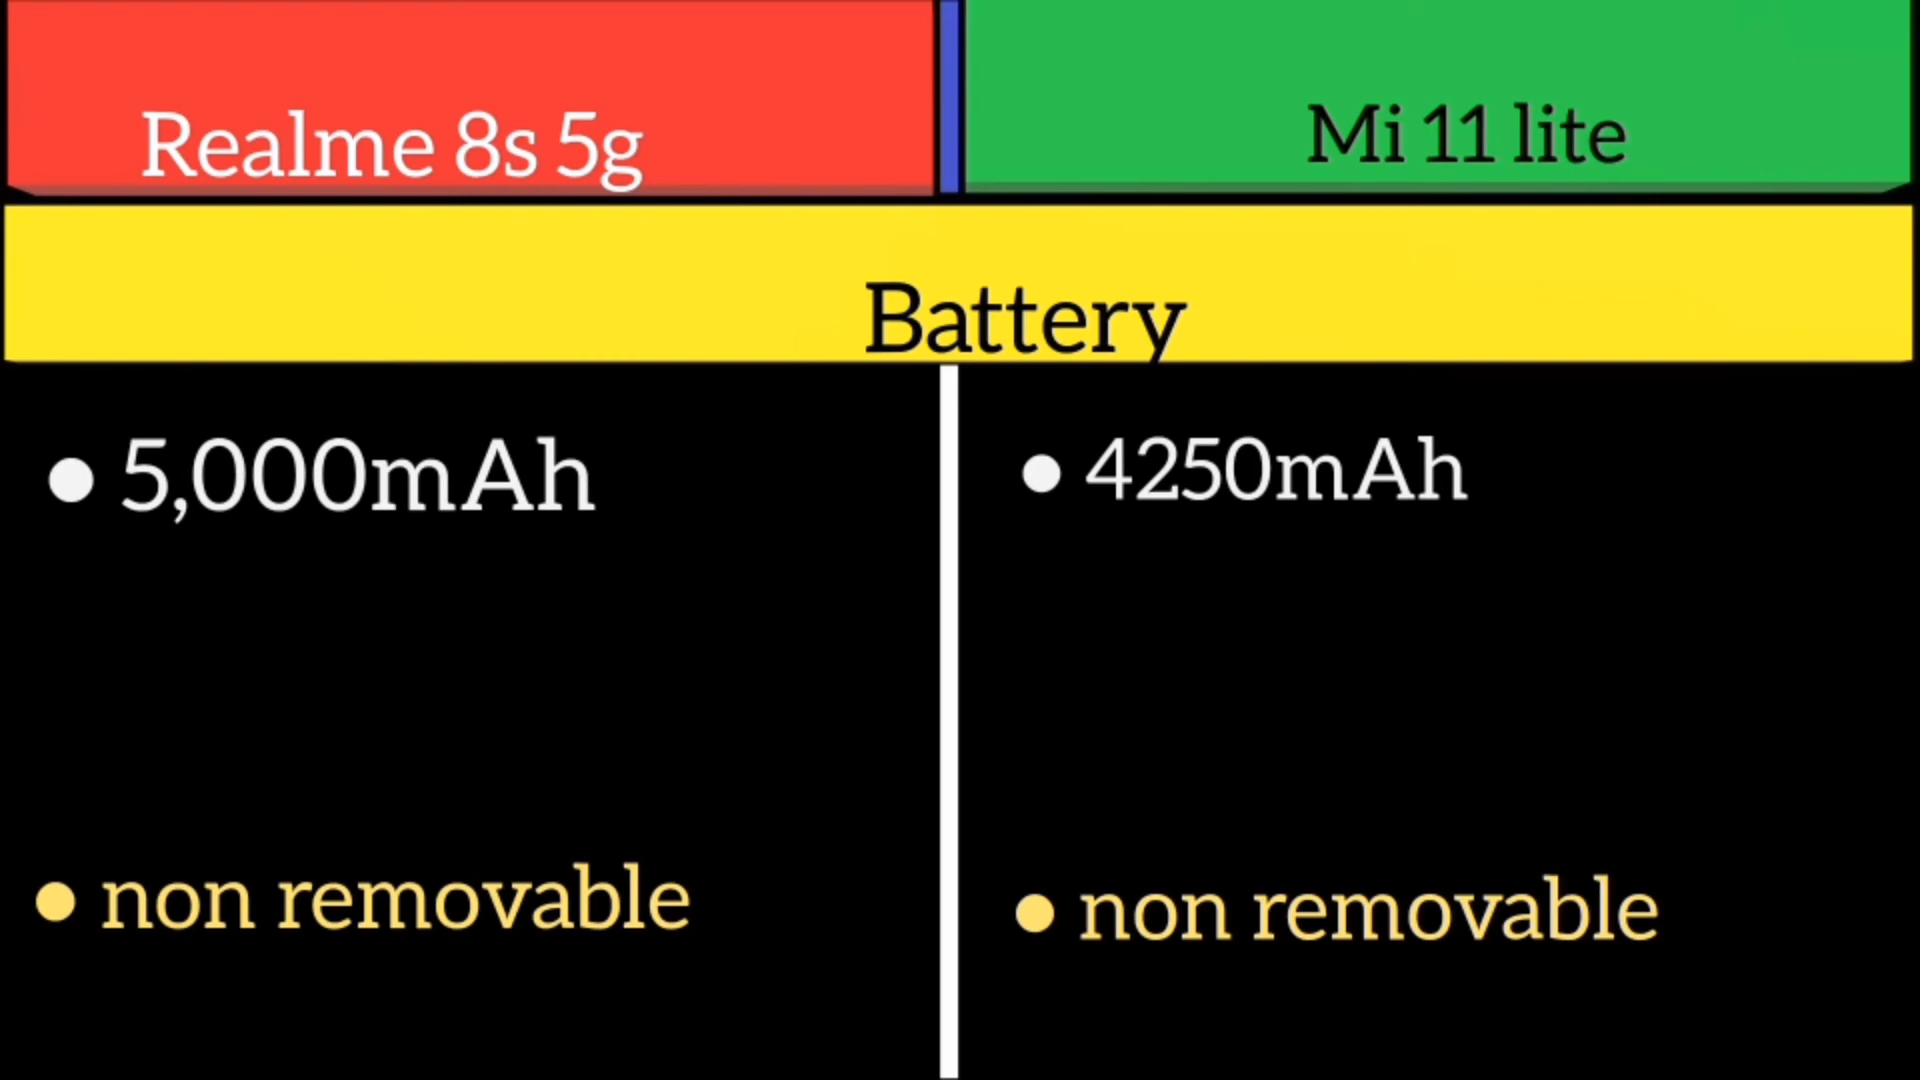 Realme 8s 5g
Mi 11 lite
Battery
● 5,000mAh
● 4250mAh
● non removable
● non removable